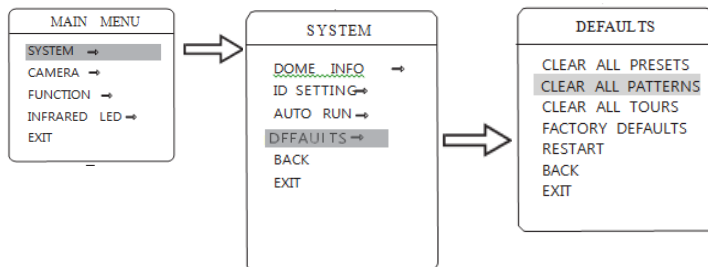 MAIN MENU
SYSTEM →
CAMERA →
FUNCTION →
INFRARED LED →
EXIT
SYSTEM
DOME INFO →
ID SETTING→
AUTO RUN →
DFFAUITS →
BACK
EXIT
DEFAULTS
CLEAR ALL PRESETS
CLEAR ALL PATTERNS
CLEAR ALL TOURS
FACTORY DEFAULTS
RESTART
BACK
EXIT